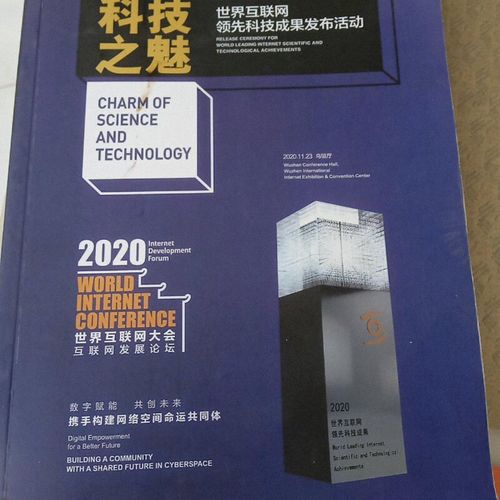 科技
之魅
世界互联网
领先科技成果发布活动
RELEASE CEREMONY FOR
WORLD LEADING INTERNET SCIENTIFIC AND
TECHNOLOGICAL ACHIEVEMENTS
CHARM OF
SCIENCE
AND
TECHNOLOGY
2020.11.23 乌镇厅
Wuzhen Conference Hall,
Wuzhen International
Internet Exhibition & Convention Center
2020 Internet
Development
Forum
WORLD
INTERNET
CONFERENCE
世界互联网大会
互联网发展论坛
数字赋能 共创未来
携手构建网络空间命运共同体
Digital Empowerment
for a Better Future
BUILDING A COMMUNITY
WITH A SHARED FUTURE IN CYBERSPACE
2020
世界互联网
领先科技成果
World Leading Internet
Scientific and Technological
Achievements